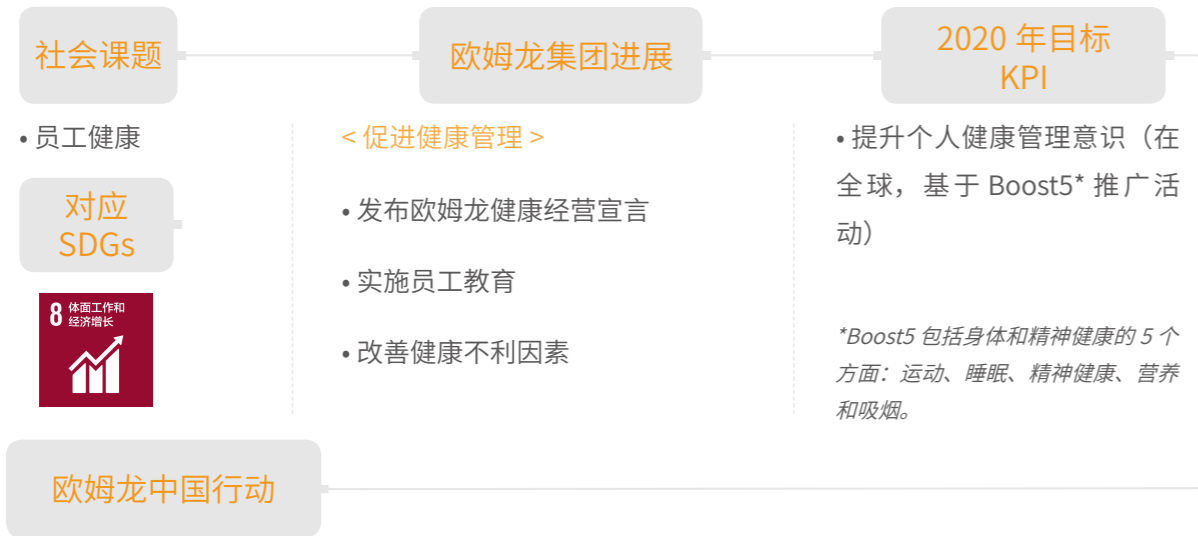 社会课题
欧姆龙集团进展
2020 年目标
KPI
• 员工健康
对应
SDGs
8 体面工作和
经济增长
< 促进健康管理 >
• 发布欧姆龙健康经营宣言
• 实施员工教育
• 改善健康不利因素
• 提升个人健康管理意识（在
全球，基于 Boost5* 推广活
动）
*Boost5 包括身体和精神健康的 5 个
方面：运动、睡眠、精神健康、营养
和吸烟。
欧姆龙中国行动